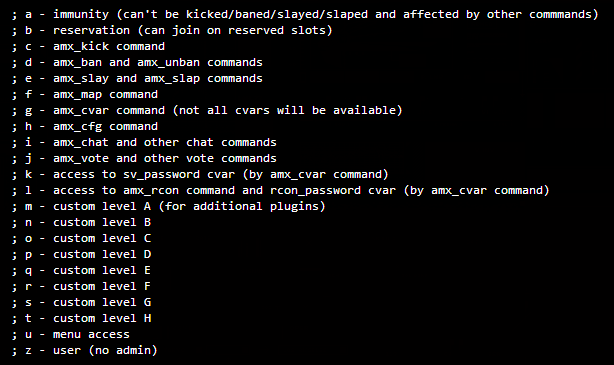 ; a - immunity (can't be kicked/baned/slayed/slaped and affected by other commmands)
; b - reservation (can join on reserved slots)
; c - amx_kick command
; d - amx_ban and amx_unban commands
; e - amx_slay and amx_slap commands
; f - amx_map command
; g - amx_cvar command (not all cvars will be available)
; h - amx_cfg command
; i - amx_chat and other chat commands
; j - amx_vote and other vote commands
; k - access to sv_password cvar (by amx_cvar command)
; l - access to amx_rcon command and rcon_password cvar (by amx_cvar command)
; m - custom level A (for additional plugins)
; n - custom level B
; o - custom level C
; p - custom level D
; q - custom level E
; r - custom level F
; s - custom level G
; t - custom level H
; u - menu access
; z - user (no admin)